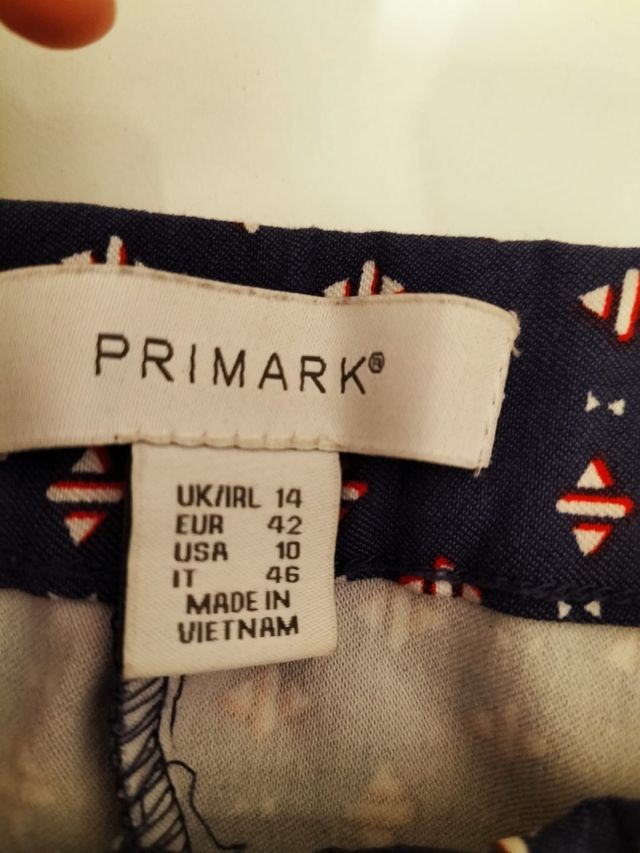 PRIMARK®
UK/IRL 14
EUR 42
USA 10
IT 46
MADE IN
VIETNAM